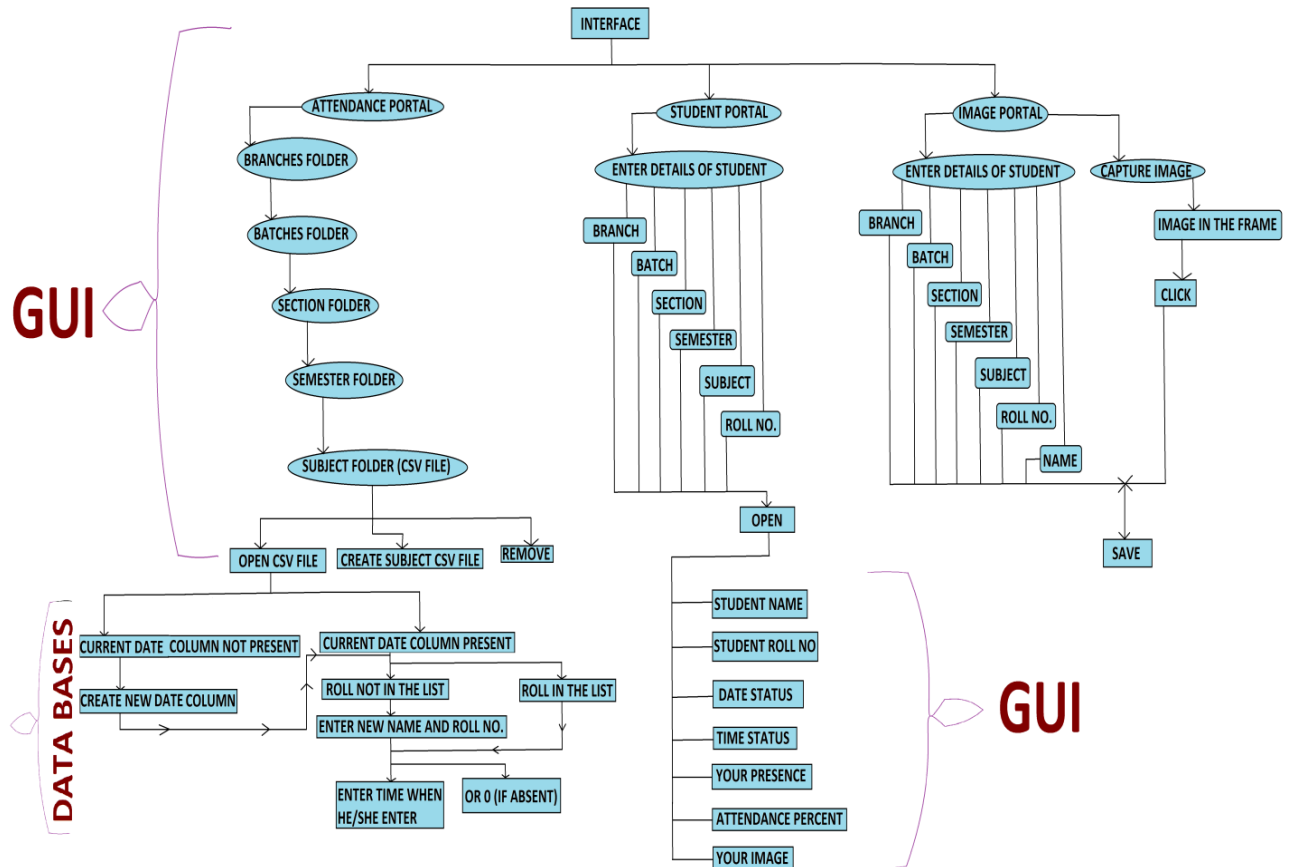 INTERFACE
ATTENDANCE PORTAL
STUDENT PORTAL
IMAGE PORTAL
BRANCHES FOLDER
ENTER DETAILS OF STUDENT
ENTER DETAILS OF STUDENT
CAPTURE IMAGE
BATCHES FOLDER
BRANCH
BRANCH
IMAGE IN THE FRAME
BATCH
BATCH
GUI
SECTION FOLDER
SECTION
SECTION
CLICK
SEMESTER
SEMESTER
SEMESTER FOLDER
SUBJECT
SUBJECT
ROLL NO.
ROLL NO.
SUBJECT FOLDER (CSV FILE)
NAME
OPEN
OPEN CSV FILE
CREATE SUBJECT CSV FILE
REMOVE
SAVE
DATA BASES
CURRENT DATE COLUMN NOT PRESENT
CURRENT DATE COLUMN PRESENT
CREATE NEW DATE COLUMN
ROLL NOT IN THE LIST
ROLL IN THE LIST
ENTER NEW NAME AND ROLL NO.
ENTER TIME WHEN
HE/SHE ENTER
OR 0 (IF ABSENT)
STUDENT NAME
STUDENT ROLL NO
DATE STATUS
TIME STATUS
YOUR PRESENCE
ATTENDANCE PERCENT
YOUR IMAGE
GUI